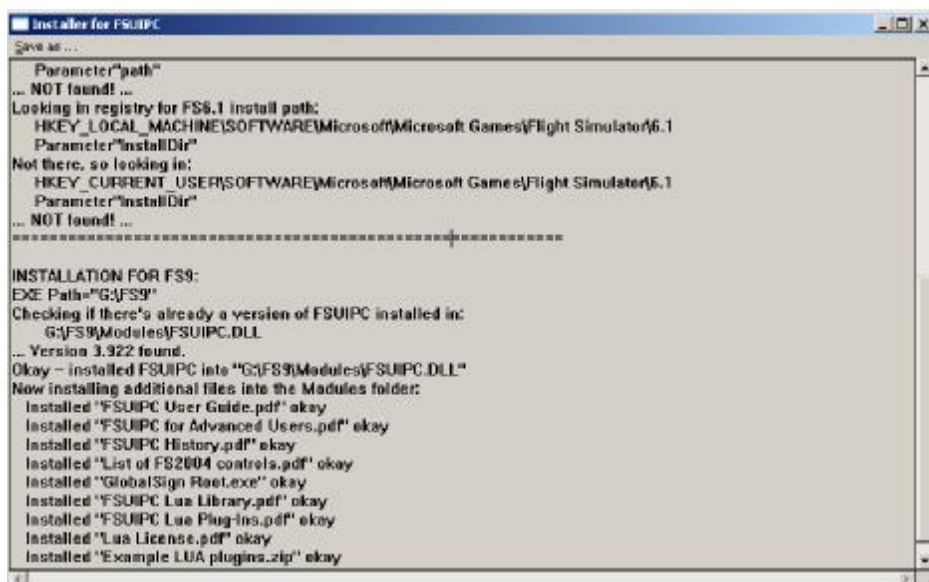 Installer for FSUIPC
Save as ...
Parameter"path"
... NOT found! ...
Looking in registry for FS6.1 install path:
HKEY_LOCAL_MACHINE\SOFTWARE\Microsoft\Microsoft Games\Flight Simulator\6.1
Parameter"InstallDir"
Not there, so looking in:
HKEY_CURRENT_USER\SOFTWARE\Microsoft\Microsoft Games\Flight Simulator\6.1
Parameter"InstallDir"
... NOT found! ...
===========================================================
INSTALLATION FOR FS9:
EXE Path="G:\FS9"
Checking if there's already a version of FSUIPC installed in:
G:\FS9\Modules\FSUIPC.DLL
... Version 3.922 found.
Okay -- installed FSUIPC into "G:\FS9\Modules\FSUIPC.DLL"
Now installing additional files into the Modules folder:
Installed "FSUIPC User Guide.pdf" okay
Installed "FSUIPC for Advanced Users.pdf" okay
Installed "FSUIPC History.pdf" okay
Installed "List of FS2004 controls.pdf" okay
Installed "GlobalSign Root.exe" okay
Installed "FSUIPC Lua Library.pdf" okay
Installed "FSUIPC Lua Plug-Ins.pdf" okay
Installed "Lua License.pdf" okay
Installed "Example LUA plugins.zip" okay